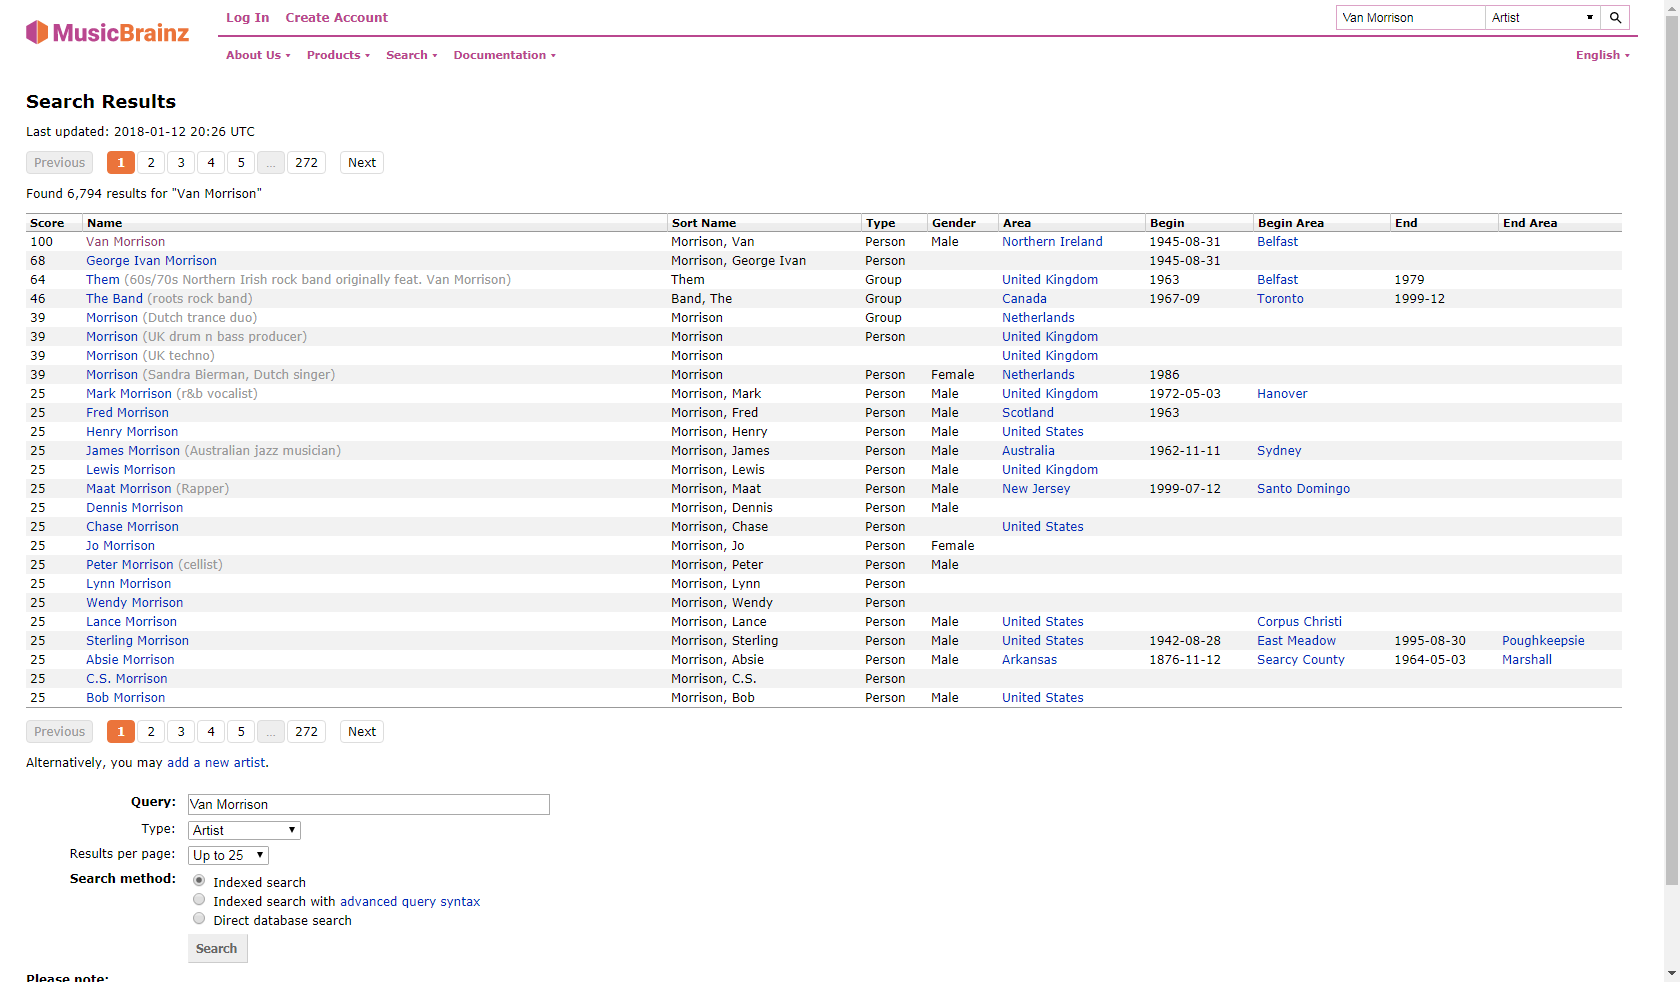 MusicBrainz
Log In Create Account
Van Morrison Artist
About Us Products Search Documentation English
Search Results
Last updated: 2018-01-12 20:26 UTC
Previous 1 2 3 4 5 ... 272 Next
Found 6,794 results for "Van Morrison"
Score Name Sort Name Type Gender Area Begin Begin Area End End Area
100 Van Morrison Morrison, Van Person Male Northern Ireland 1945-08-31 Belfast
68 George Ivan Morrison Morrison, George Ivan Person 1945-08-31
64 Them (60s/70s Northern Irish rock band originally feat. Van Morrison) Them Group United Kingdom 1963 Belfast 1979
46 The Band (roots rock band) Band, The Group Canada 1967-09 Toronto 1999-12
39 Morrison (Dutch trance duo) Morrison Group Netherlands
39 Morrison (UK drum n bass producer) Morrison Person United Kingdom
39 Morrison (UK techno) Morrison United Kingdom
39 Morrison (Sandra Bierman, Dutch singer) Morrison Person Female Netherlands 1986
25 Mark Morrison (r&b vocalist) Morrison, Mark Person Male United Kingdom 1972-05-03 Hanover
25 Fred Morrison Morrison, Fred Person Male Scotland 1963
25 Henry Morrison Morrison, Henry Person Male United States
25 James Morrison (Australian jazz musician) Morrison, James Person Male Australia 1962-11-11 Sydney
25 Lewis Morrison Morrison, Lewis Person Male United Kingdom
25 Maat Morrison (Rapper) Morrison, Maat Person Male New Jersey 1999-07-12 Santo Domingo
25 Dennis Morrison Morrison, Dennis Person Male
25 Chase Morrison Morrison, Chase Person United States
25 Jo Morrison Morrison, Jo Person Female
25 Peter Morrison (cellist) Morrison, Peter Person Male
25 Lynn Morrison Morrison, Lynn Person
25 Wendy Morrison Morrison, Wendy Person
25 Lance Morrison Morrison, Lance Person Male United States Corpus Christi
25 Sterling Morrison Morrison, Sterling Person Male United States 1942-08-28 East Meadow 1995-08-30 Poughkeepsie
25 Absie Morrison Morrison, Absie Person Male Arkansas 1876-11-12 Searcy County 1964-05-03 Marshall
25 C.S. Morrison Morrison, C.S. Person
25 Bob Morrison Morrison, Bob Person Male United States
Previous 1 2 3 4 5 ... 272 Next
Alternatively, you may add a new artist.
Query: Van Morrison
Type: Artist
Results per page: Up to 25
Search method: Indexed search
Indexed search with advanced query syntax
Direct database search
Search
Please note: